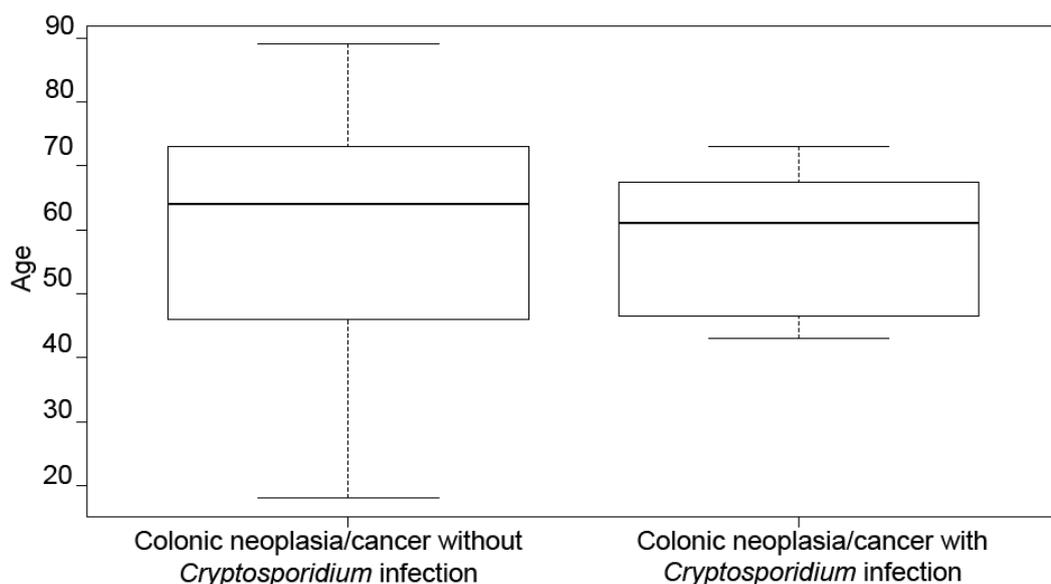 90
80
70
60
50
40
30
20
Age
Colonic neoplasia/cancer without
Cryptosporidium infection
Colonic neoplasia/cancer with
Cryptosporidium infection